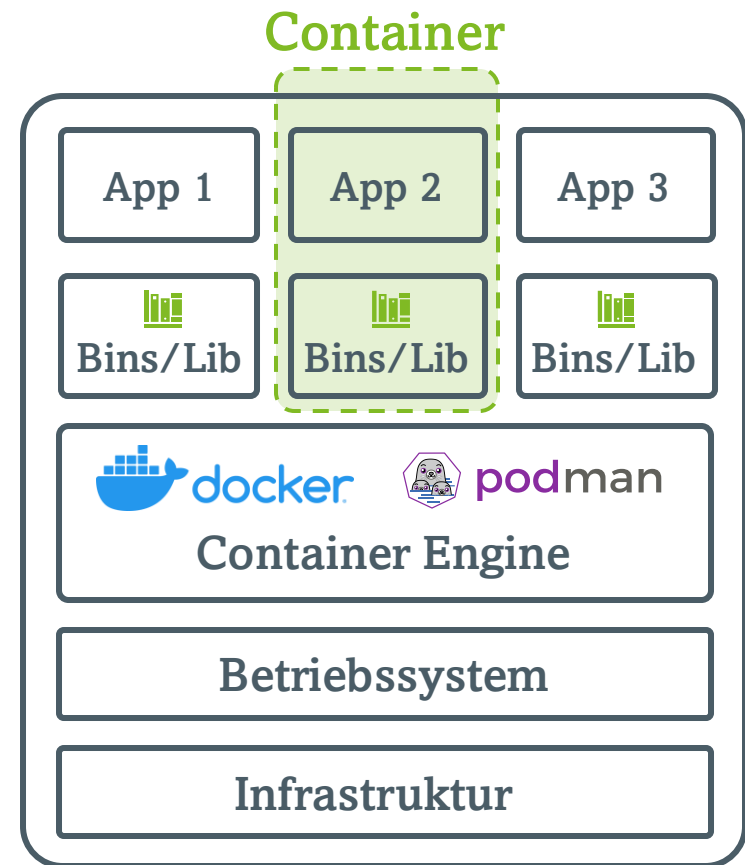 Container
App 1
App 2
App 3
Bins/Lib
Bins/Lib
Bins/Lib
docker
podman
Container Engine
Betriebssystem
Infrastruktur